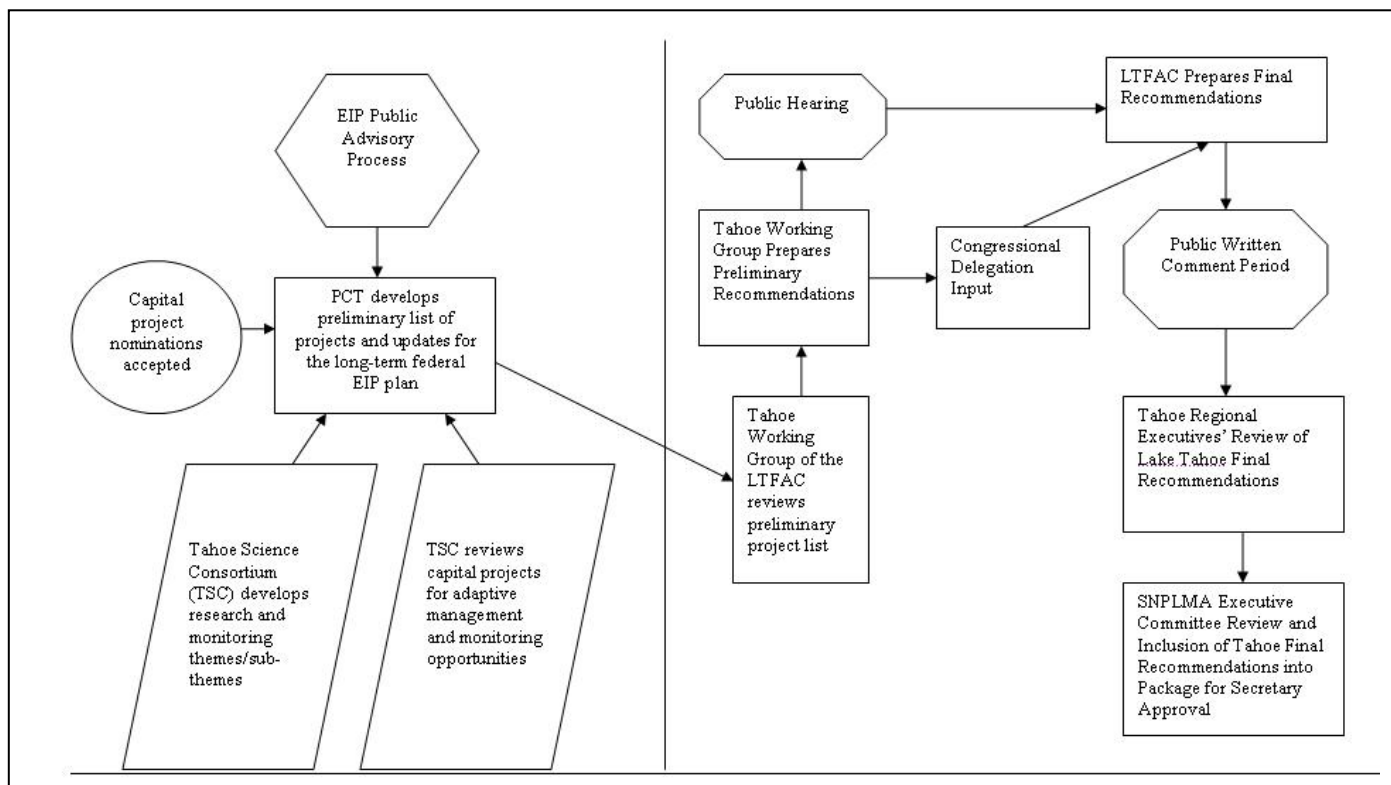 EIP Public
Advisory
Process
Capital
project
nominations
accepted
PCT develops
preliminary list of
projects and updates for
the long-term federal
EIP plan
Tahoe Science
Consortium
(TSC) develops
research and
monitoring
themes/sub-
themes
TSC reviews
capital projects
for adaptive
management
and monitoring
opportunities
Public Hearing
LTFAC Prepares Final
Recommendations
Tahoe Working
Group Prepares
Preliminary
Recommendations
Congressional
Delegation
Input
Public Written
Comment Period
Tahoe
Working
Group of the
LTFAC
reviews
preliminary
project list
Tahoe Regional
Executives’ Review of
Lake Tahoe Final
Recommendations
SNPLMA Executive
Committee Review and
Inclusion of Tahoe Final
Recommendations into
Package for Secretary
Approval